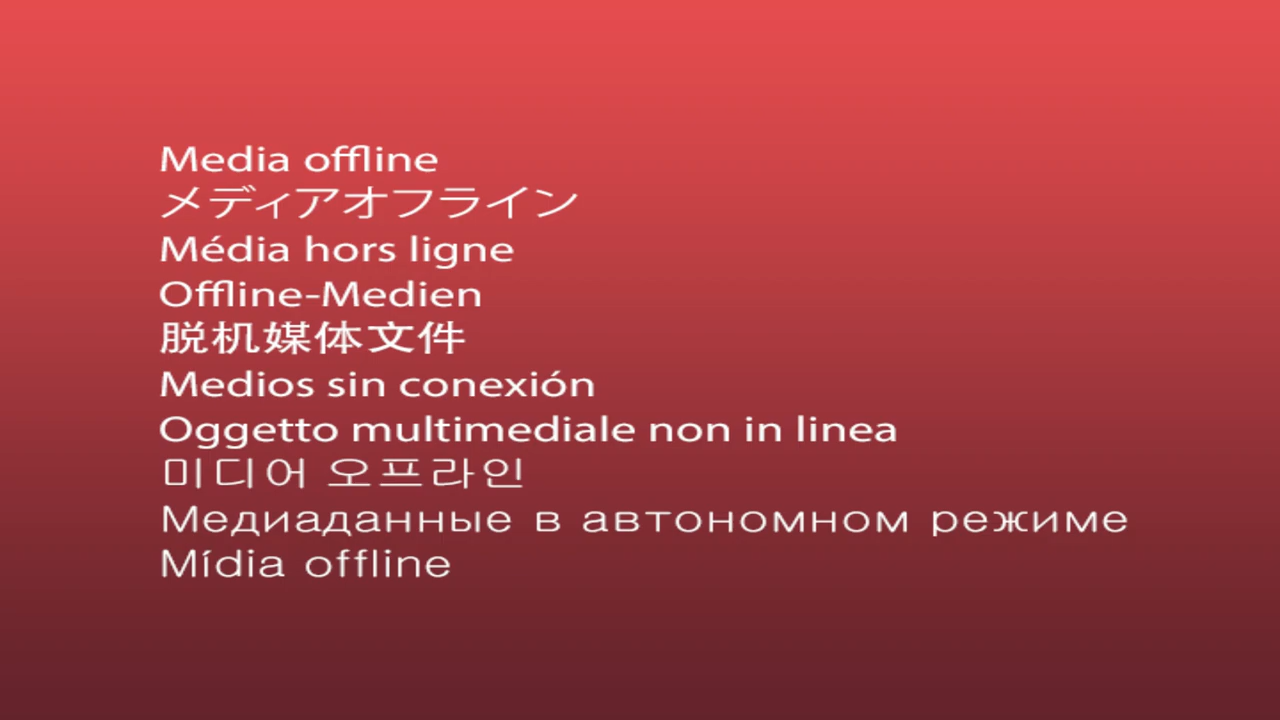 Media offline
メディアオフライン
Média hors ligne
Offline-Medien
脱机媒体文件
Medios sin conexión
Oggetto multimediale non in linea
미디어 오프라인
Медиаданные в автономном режиме
Mídia offline